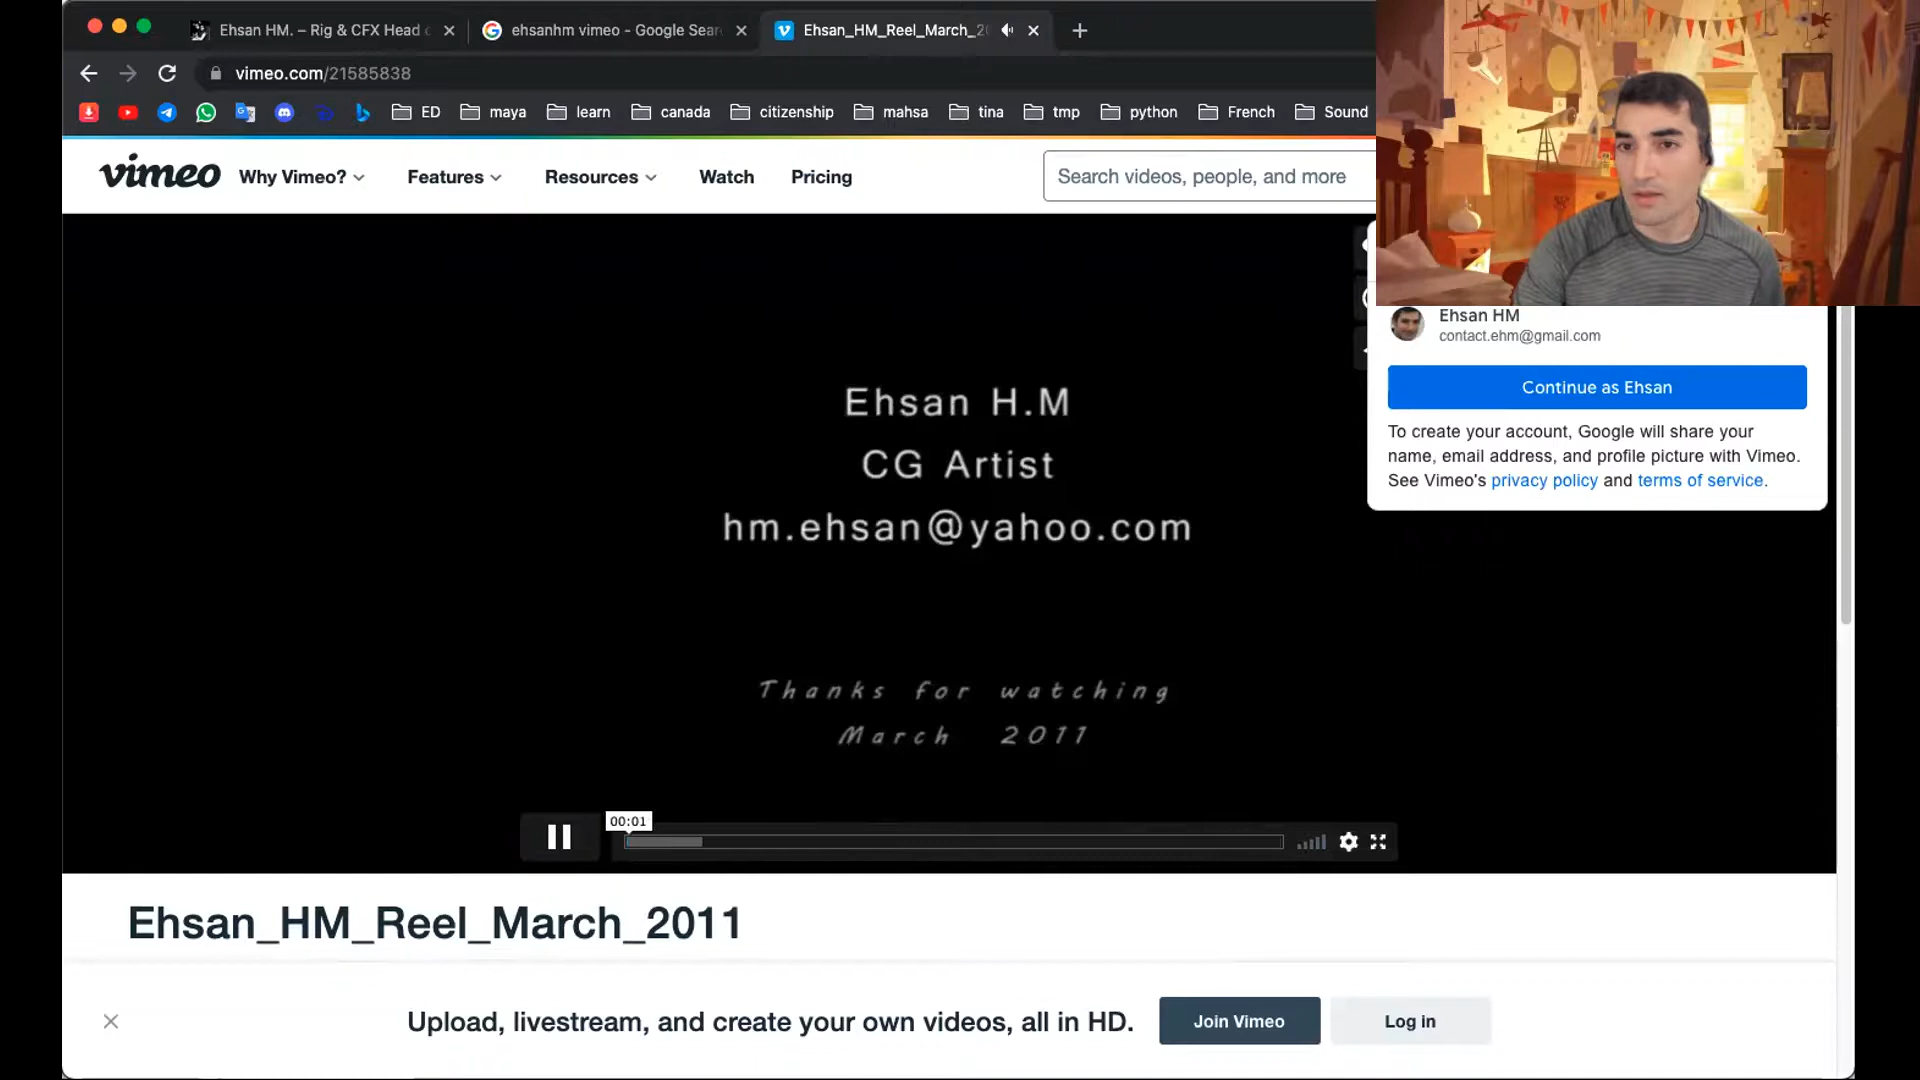 Ehsan HM. – Rig & CFX Head
ehsanhm vimeo - Google Sear
Ehsan_HM_Reel_March_2
vimeo.com/21585838
ED
maya
learn
canada
citizenship
mahsa
tina
tmp
python
French
Sound
vimeo
Why Vimeo?
Features
Resources
Watch
Pricing
Search videos, people, and more
Ehsan H.M
CG Artist
hm.ehsan@yahoo.com
Thanks for watching
March 2011
Ehsan HM
contact.ehm@gmail.com
Continue as Ehsan
To create your account, Google will share your
name, email address, and profile picture with Vimeo.
See Vimeo's privacy policy and terms of service.
00:01
Ehsan_HM_Reel_March_2011
Upload, livestream, and create your own videos, all in HD.
Join Vimeo
Log in